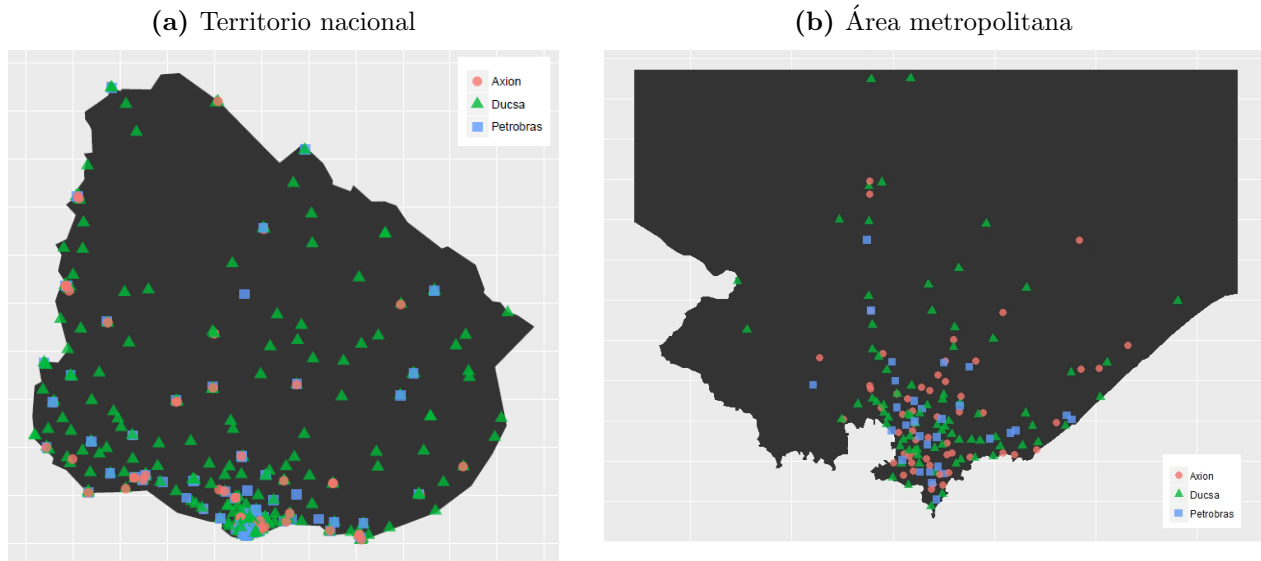 (a) Territorio nacional
Axion
Ducsa
Petrobras
(b) Área metropolitana
Axion
Ducsa
Petrobras